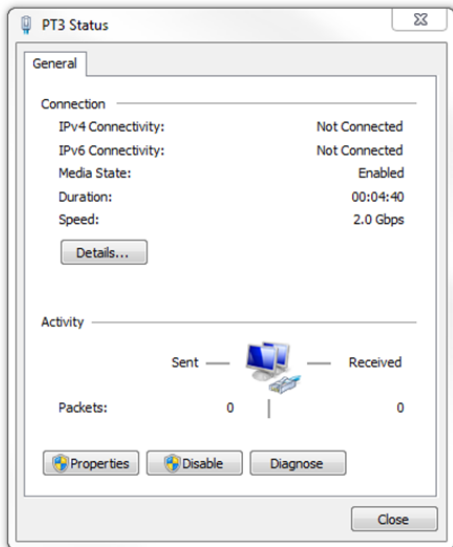 PT3 Status
General
Connection
IPv4 Connectivity: Not Connected
IPv6 Connectivity: Not Connected
Media State: Enabled
Duration: 00:04:40
Speed: 2.0 Gbps
Details...
Activity
Sent Received
Packets: 0 0
Properties Disable Diagnose
Close